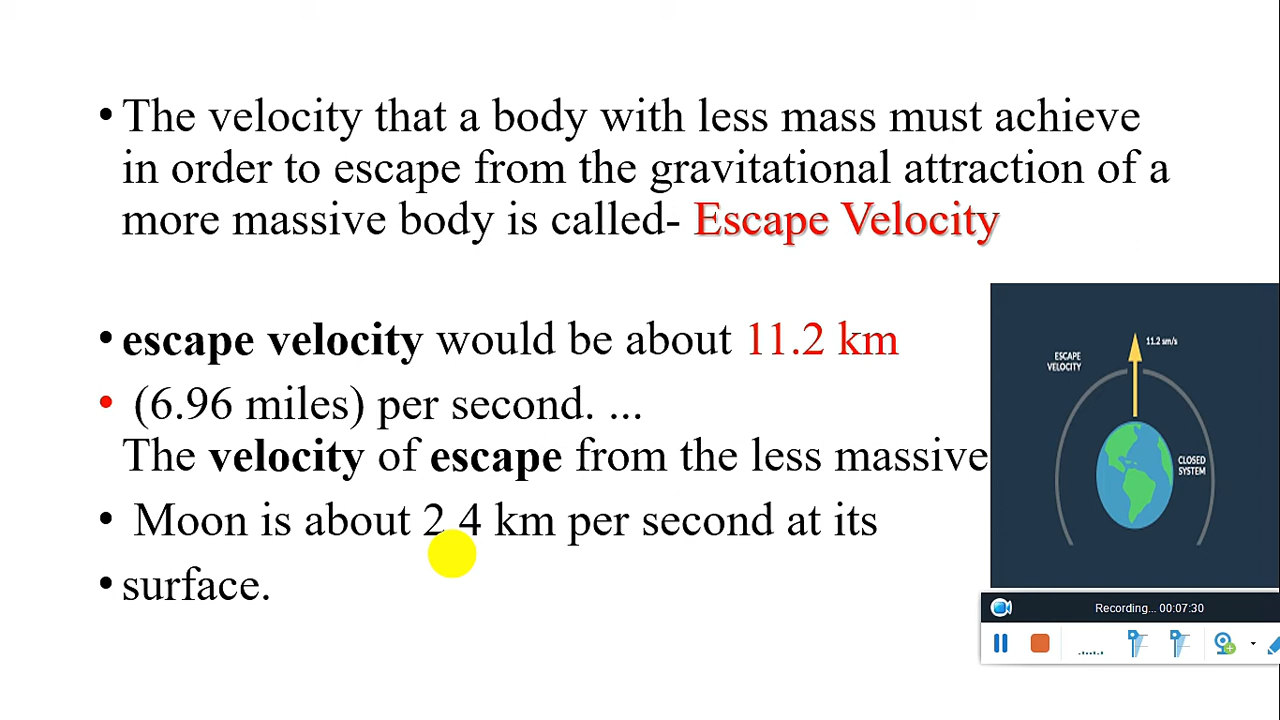 •The velocity that a body with less mass must achieve
in order to escape from the gravitational attraction of a
more massive body is called- Escape Velocity
•escape velocity would be about 11.2 km
• (6.96 miles) per second. ...
The velocity of escape from the less massive
• Moon is about 2 4 km per second at its
•surface.
11.2 sm/s
ESCAPE
VELOCITY
CLOSED
SYSTEM
Recording... 00:07:30